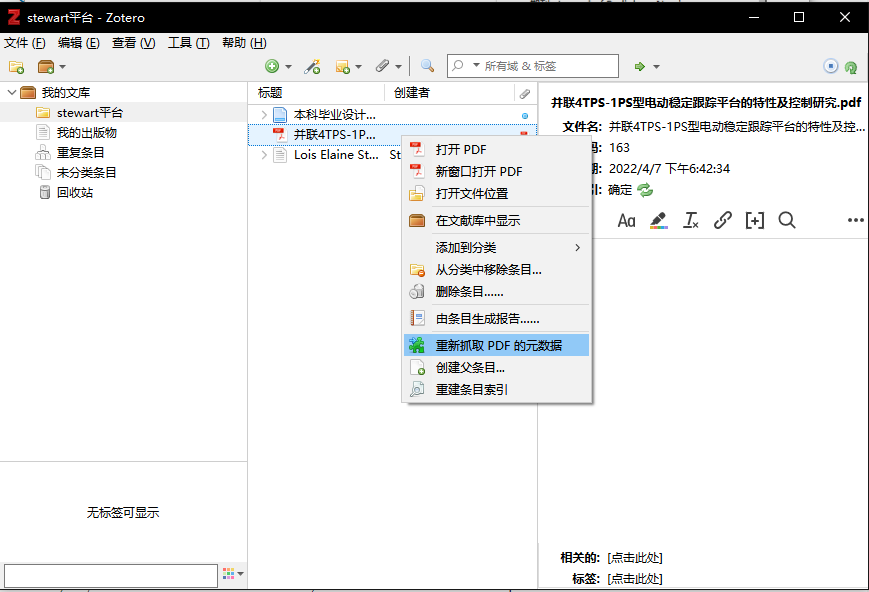 stewart平台 - Zotero
文件 (F) 编辑 (E) 查看 (V) 工具 (T) 帮助 (H)
所有域 & 标签
我的文库
stewart平台
我的出版物
重复条目
未分类条目
回收站
无标签可显示
标题 创建者
本科毕业设计...
并联4TPS-1P...
Lois Elaine St... St
打开 PDF
新窗口打开 PDF
打开文件位置
在文献库中显示
添加到分类
从分类中移除条目...
删除条目......
由条目生成报告......
重新抓取 PDF 的元数据
创建父条目...
重建条目索引
并联4TPS-1PS型电动稳定跟踪平台的特性及控制研究.pdf
文件名: 并联4TPS-1PS型电动稳定跟踪平台的特性及控...
码: 163
期: 2022/4/7 下午6:42:34
引: 确定
Aa
相关的: [点击此处]
标签: [点击此处]